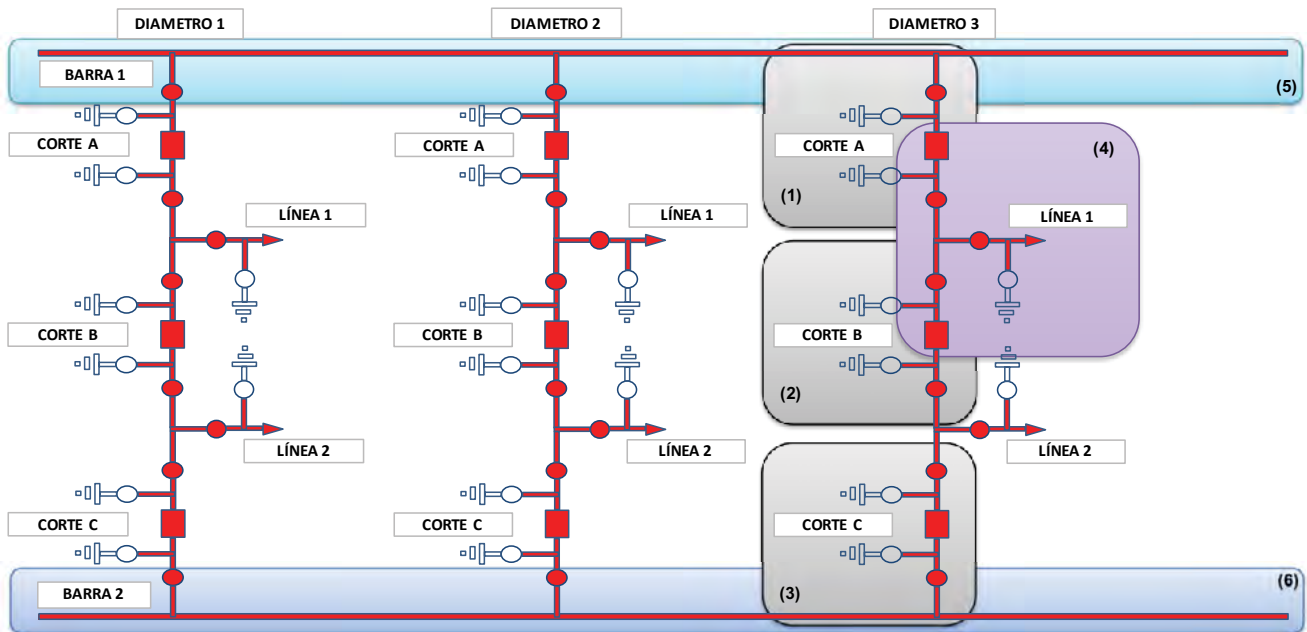 DIAMETRO 1
DIAMETRO 2
DIAMETRO 3
BARRA 1
(5)
CORTE A
CORTE A
CORTE A
(4)
(1)
LÍNEA 1
LÍNEA 1
LÍNEA 1
CORTE B
CORTE B
CORTE B
(2)
LÍNEA 2
LÍNEA 2
LÍNEA 2
CORTE C
CORTE C
CORTE C
BARRA 2
(3)
(6)